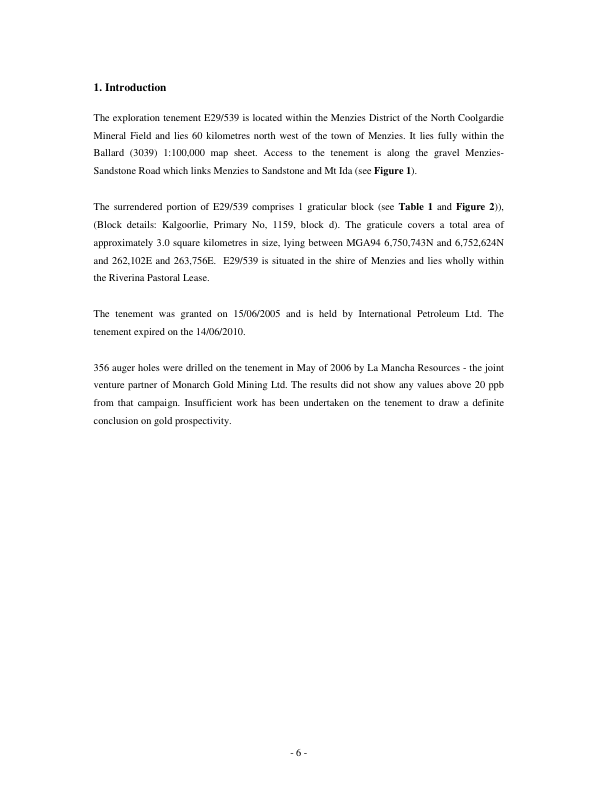 1. Introduction
The exploration tenement E29/539 is located within the Menzies District of the North Coolgardie
Mineral Field and lies 60 kilometres north west of the town of Menzies. It lies fully within the
Ballard (3039) 1:100,000 map sheet. Access to the tenement is along the gravel Menzies-
Sandstone Road which links Menzies to Sandstone and Mt Ida (see Figure 1).
The surrendered portion of E29/539 comprises 1 graticular block (see Table 1 and Figure 2)),
(Block details: Kalgoorlie, Primary No, 1159, block d). The graticule covers a total area of
approximately 3.0 square kilometres in size, lying between MGA94 6,750,743N and 6,752,624N
and 262,102E and 263,756E.  E29/539 is situated in the shire of Menzies and lies wholly within
the Riverina Pastoral Lease.
The tenement was granted on 15/06/2005 and is held by International Petroleum Ltd. The
tenement expired on the 14/06/2010.
356 auger holes were drilled on the tenement in May of 2006 by La Mancha Resources - the joint
venture partner of Monarch Gold Mining Ltd. The results did not show any values above 20 ppb
from that campaign. Insufficient work has been undertaken on the tenement to draw a definite
conclusion on gold prospectivity.
- 6 -